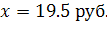 x = 19.5 руб.